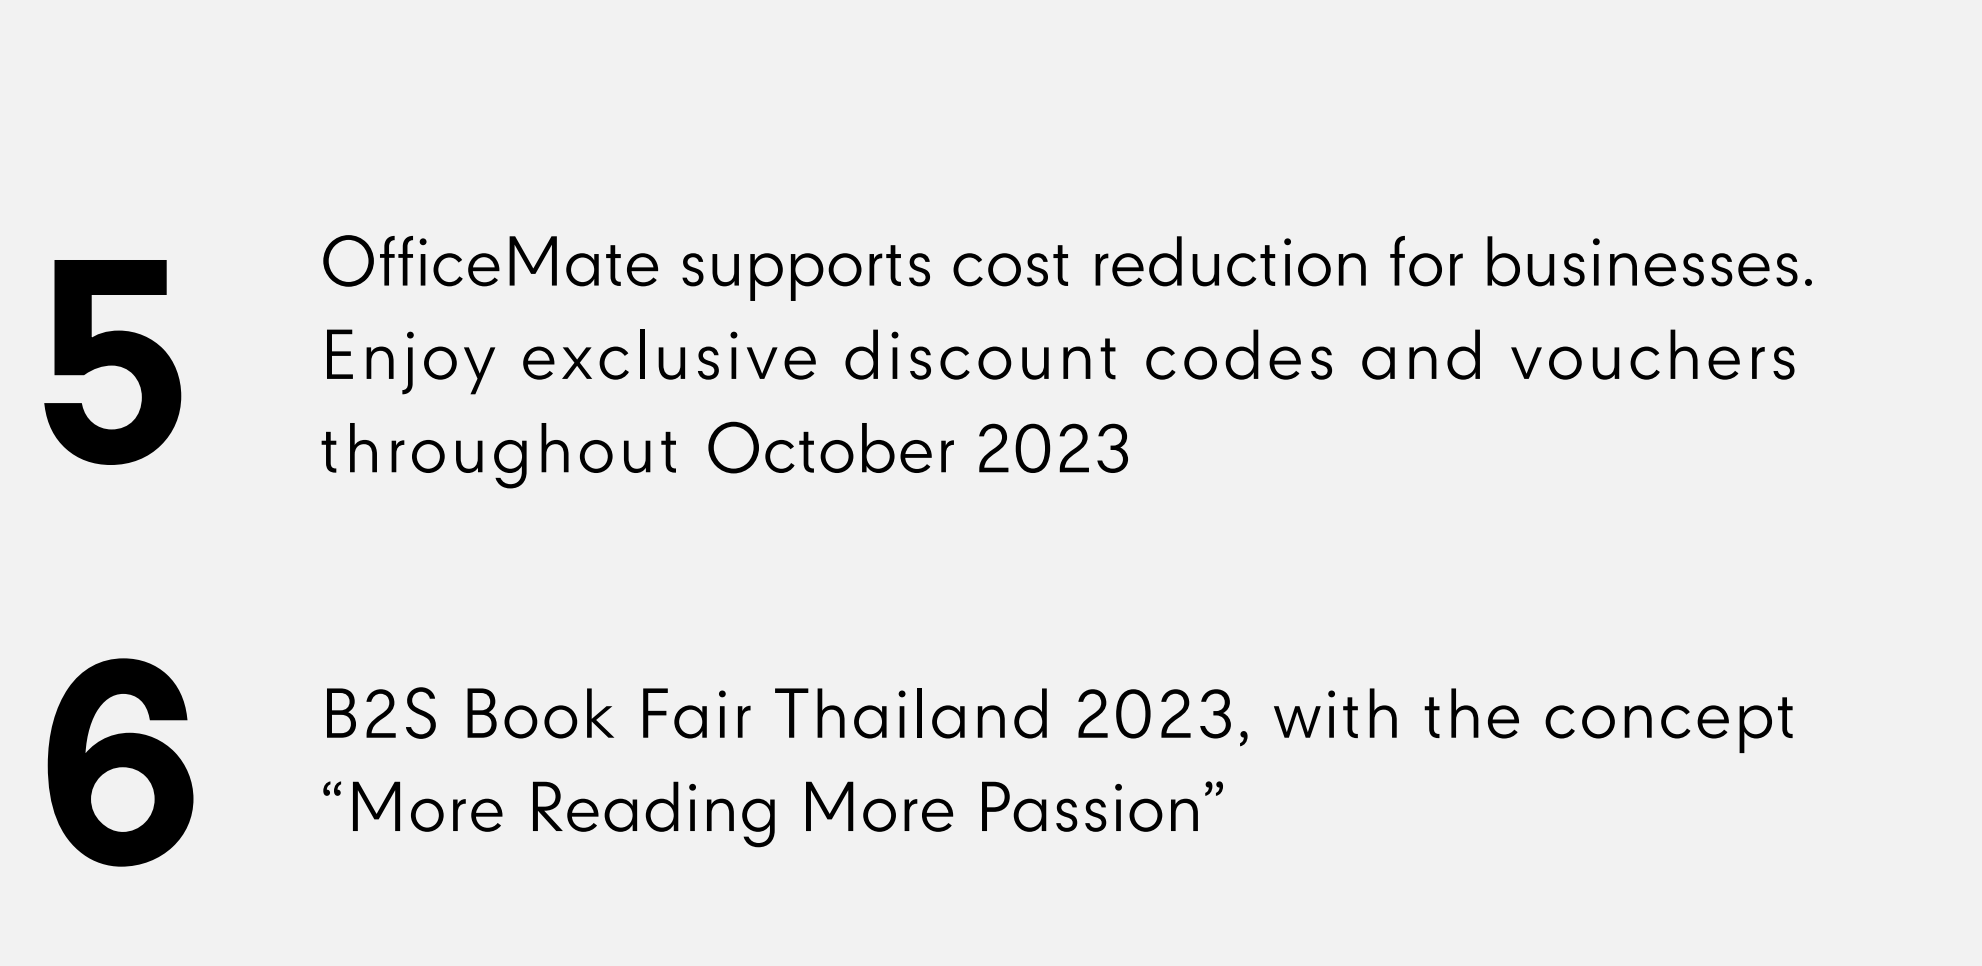 5
OfficeMate supports cost reduction for businesses.
Enjoy exclusive discount codes and vouchers
throughout October 2023
6
B2S Book Fair Thailand 2023, with the concept
“More Reading More Passion”